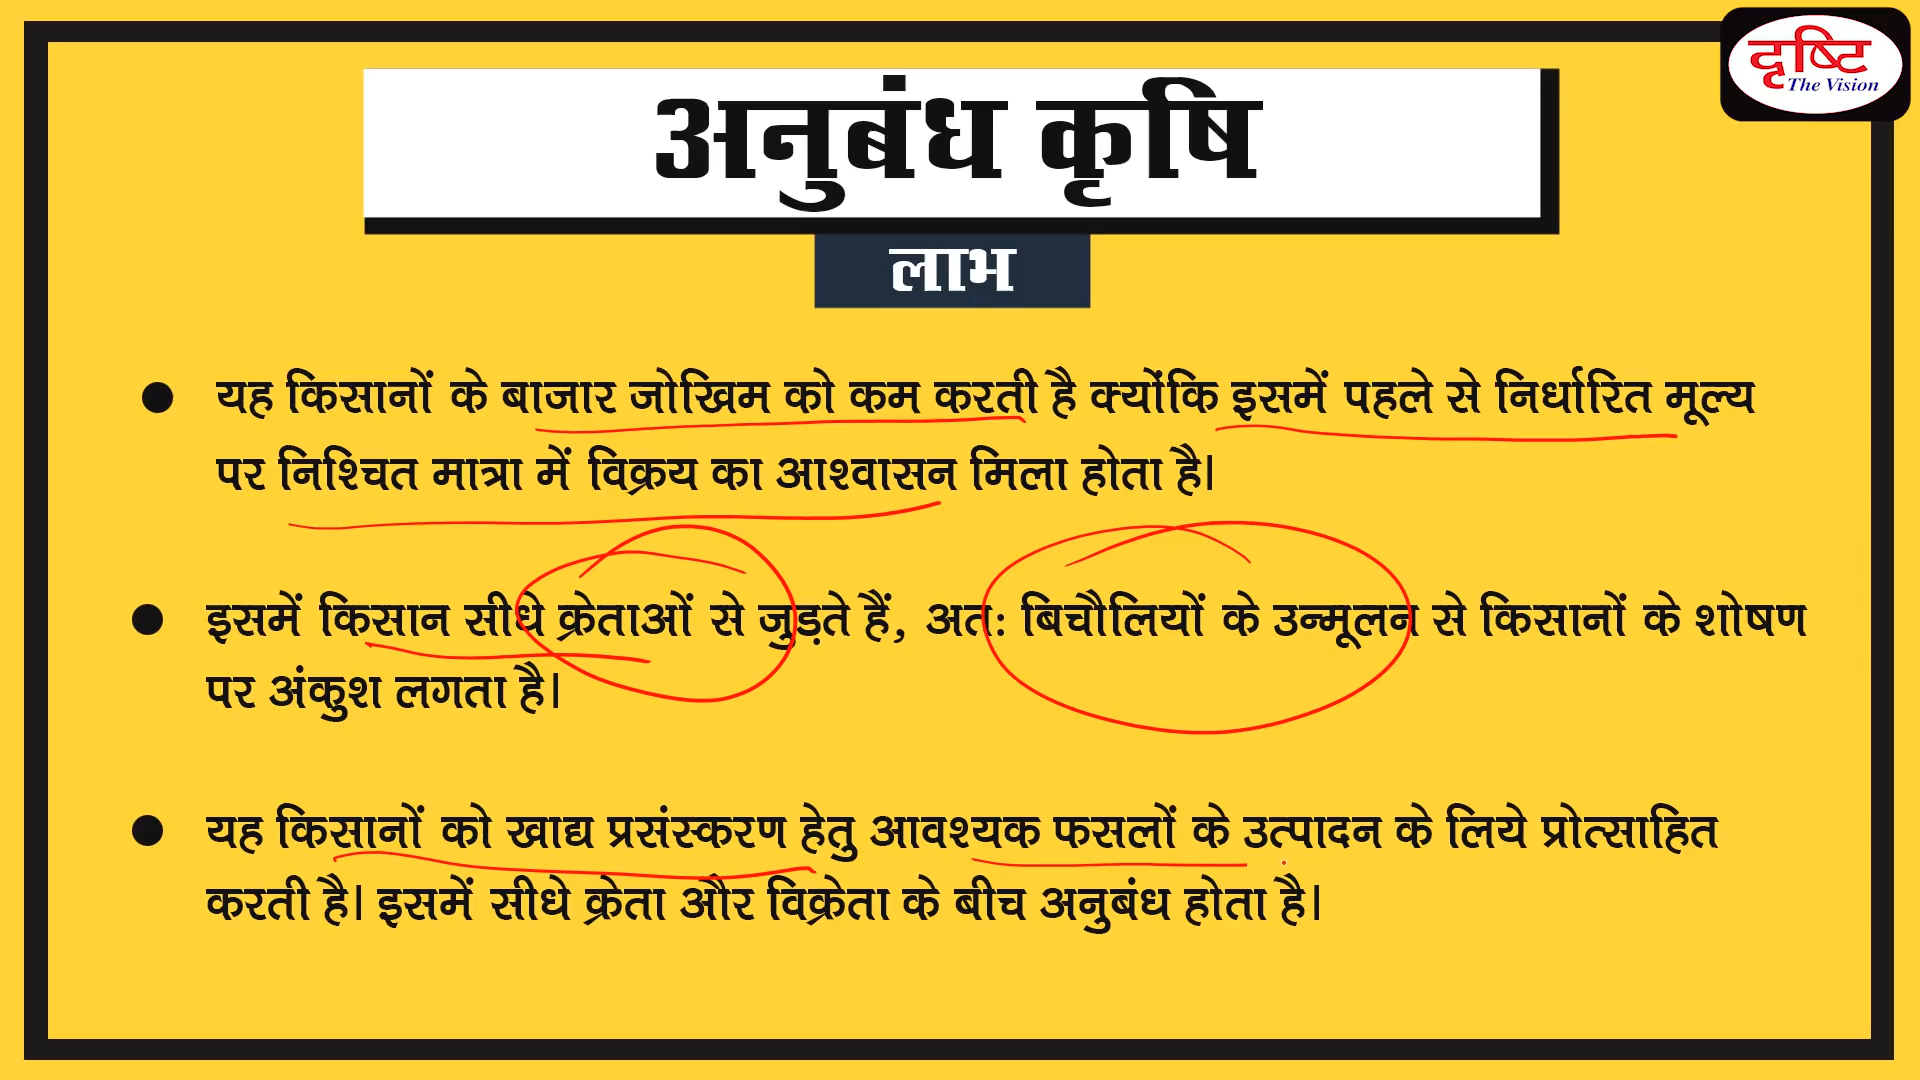 दृष्टि
The Vision
अनुबंध कृषि
लाभ
● यह किसानों के बाजार जोखिम को कम करती है क्योंकि इसमें पहले से निर्धारित मूल्य
पर निश्चित मात्रा में विक्रय का आश्वासन मिला होता है।
● इसमें किसान सीधे क्रेताओं से जुड़ते हैं, अत: बिचौलियों के उन्मूलन से किसानों के शोषण
पर अंकुश लगता है।
● यह किसानों को खाद्य प्रसंस्करण हेतु आवश्यक फसलों के उत्पादन के लिये प्रोत्साहित
करती है। इसमें सीधे क्रेता और विक्रेता के बीच अनुबंध होता है।